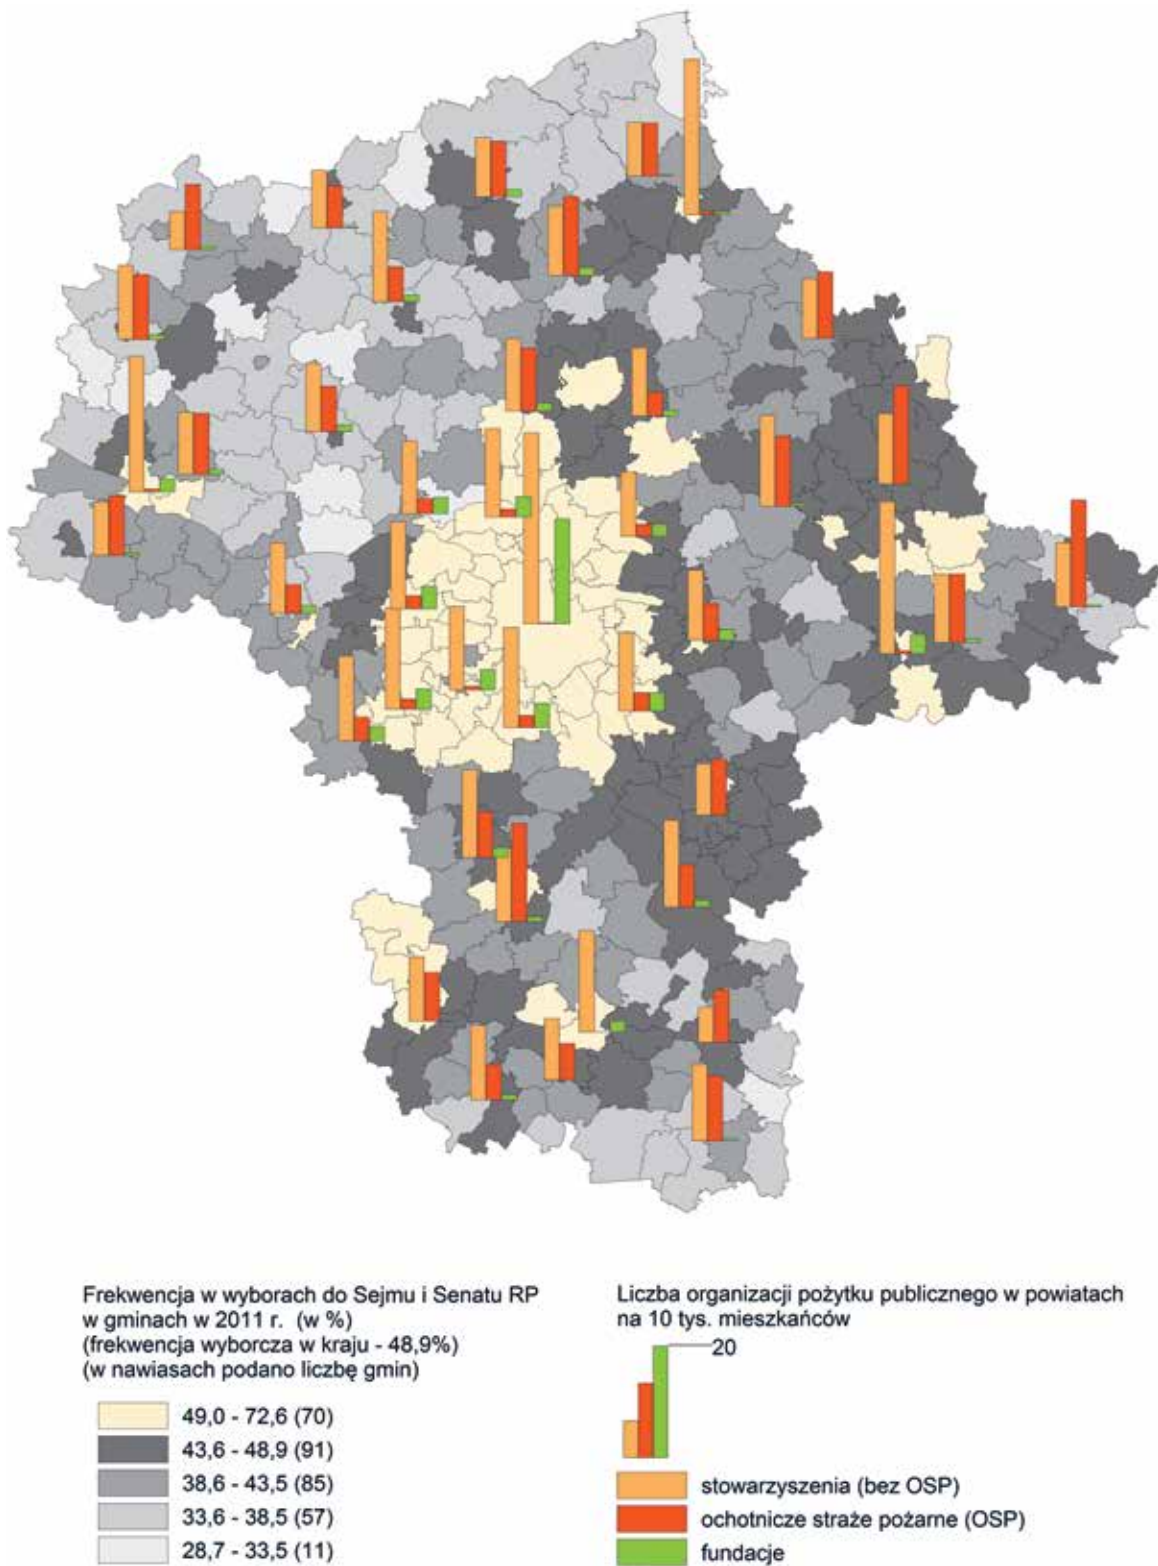 Frekwencja w wyborach do Sejmu i Senatu RP
w gminach w 2011 r. (w %)
(frekwencja wyborcza w kraju - 48,9%)
(w nawiasach podano liczbę gmin)
49,0 - 72,6 (70)
43,6 - 48,9 (91)
38,6 - 43,5 (85)
33,6 - 38,5 (57)
28,7 - 33,5 (11)
Liczba organizacji pożytku publicznego w powiatach
na 10 tys. mieszkańców
20
stowarzyszenia (bez OSP)
ochotnicze straże pożarne (OSP)
fundacje